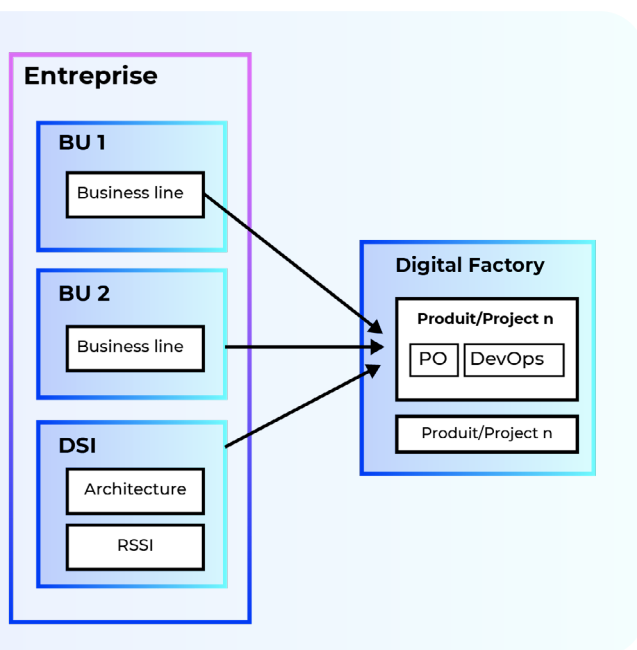 Entreprise
BU 1
Business line
BU 2
Business line
DSI
Architecture
RSSI
Digital Factory
Produit/Project n
PO
DevOps
Produit/Project n